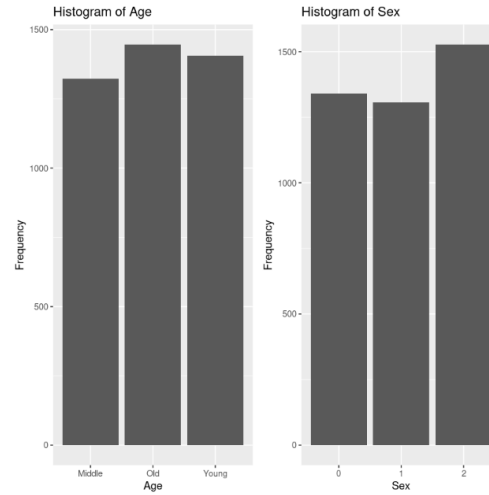 Histogram of Age
1500
1000
500
0
Frequency
Middle Old Young
Age
Histogram of Sex
1500
1000
500
0
Frequency
0 1 2
Sex